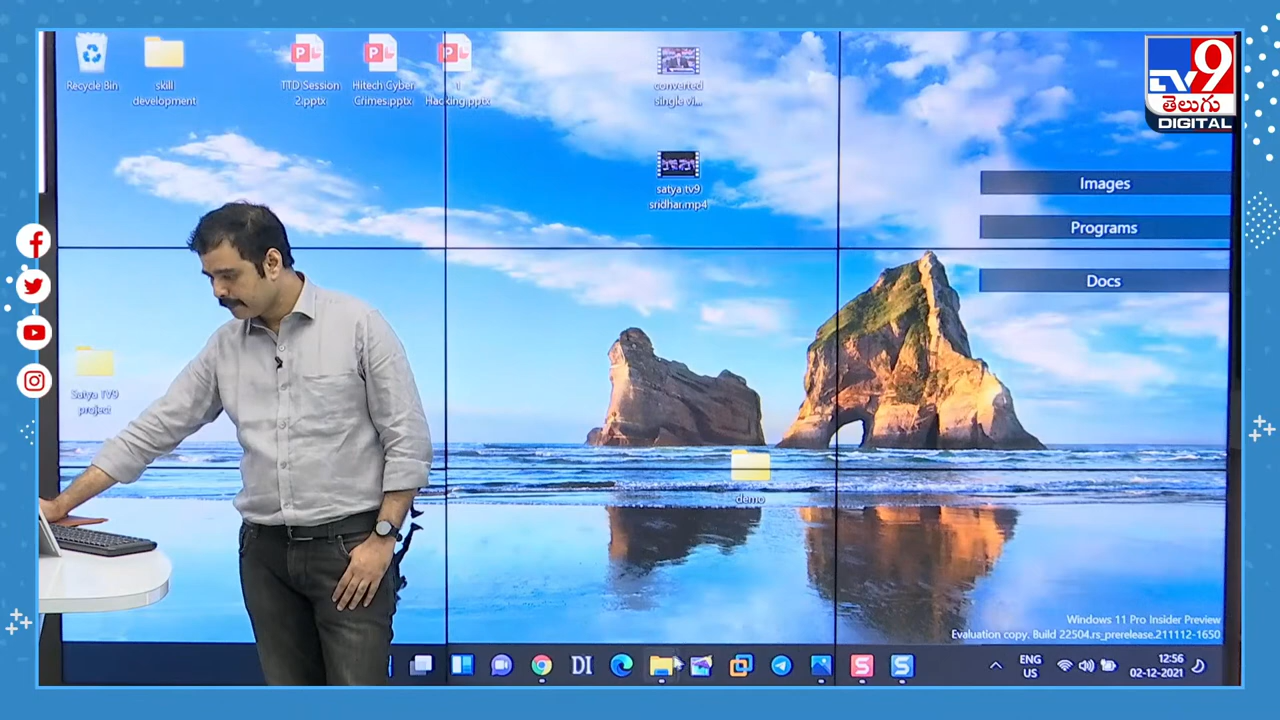 Recycle Bin
skill
development
TTD Session
2.pptx
Hitech Cyber
Crimes.pptx
1
Hacking.pptx
converted
single vi...
satya tv9
sridhar.mp4
TV9
తెలుగు
DIGITAL
Images
Programs
Docs
Satya TV9
project
demo
Windows 11 Pro Insider Preview
Evaluation copy. Build 22504.rs_prerelease.211112-1650
DI
ENG
US
12:56
02-12-2021